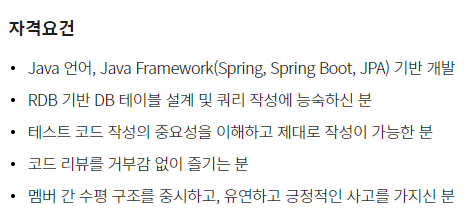 자격요건
• Java 언어, Java Framework(Spring, Spring Boot, JPA) 기반 개발
• RDB 기반 DB 테이블 설계 및 쿼리 작성에 능숙하신 분
• 테스트 코드 작성의 중요성을 이해하고 제대로 작성이 가능한 분
• 코드 리뷰를 거부감 없이 즐기는 분
• 멤버 간 수평 구조를 중시하고, 유연하고 긍정적인 사고를 가지신 분